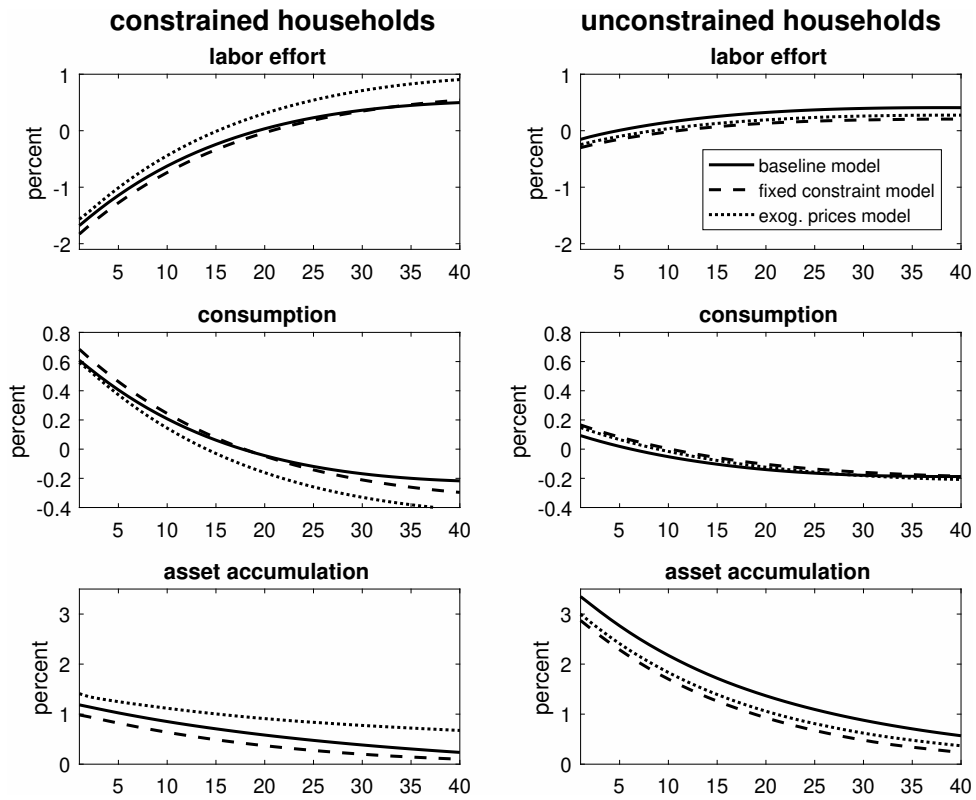 constrained households
unconstrained households
labor effort
1
0
-1
-2
percent
5 10 15 20 25 30 35 40
labor effort
1
0
-1
-2
percent
baseline model
fixed constraint model
exog. prices model
5 10 15 20 25 30 35 40
consumption
0.8
0.6
0.4
0.2
0
-0.2
-0.4
percent
5 10 15 20 25 30 35 40
consumption
0.8
0.6
0.4
0.2
0
-0.2
-0.4
percent
5 10 15 20 25 30 35 40
asset accumulation
3
2
1
0
percent
5 10 15 20 25 30 35 40
asset accumulation
3
2
1
0
percent
5 10 15 20 25 30 35 40